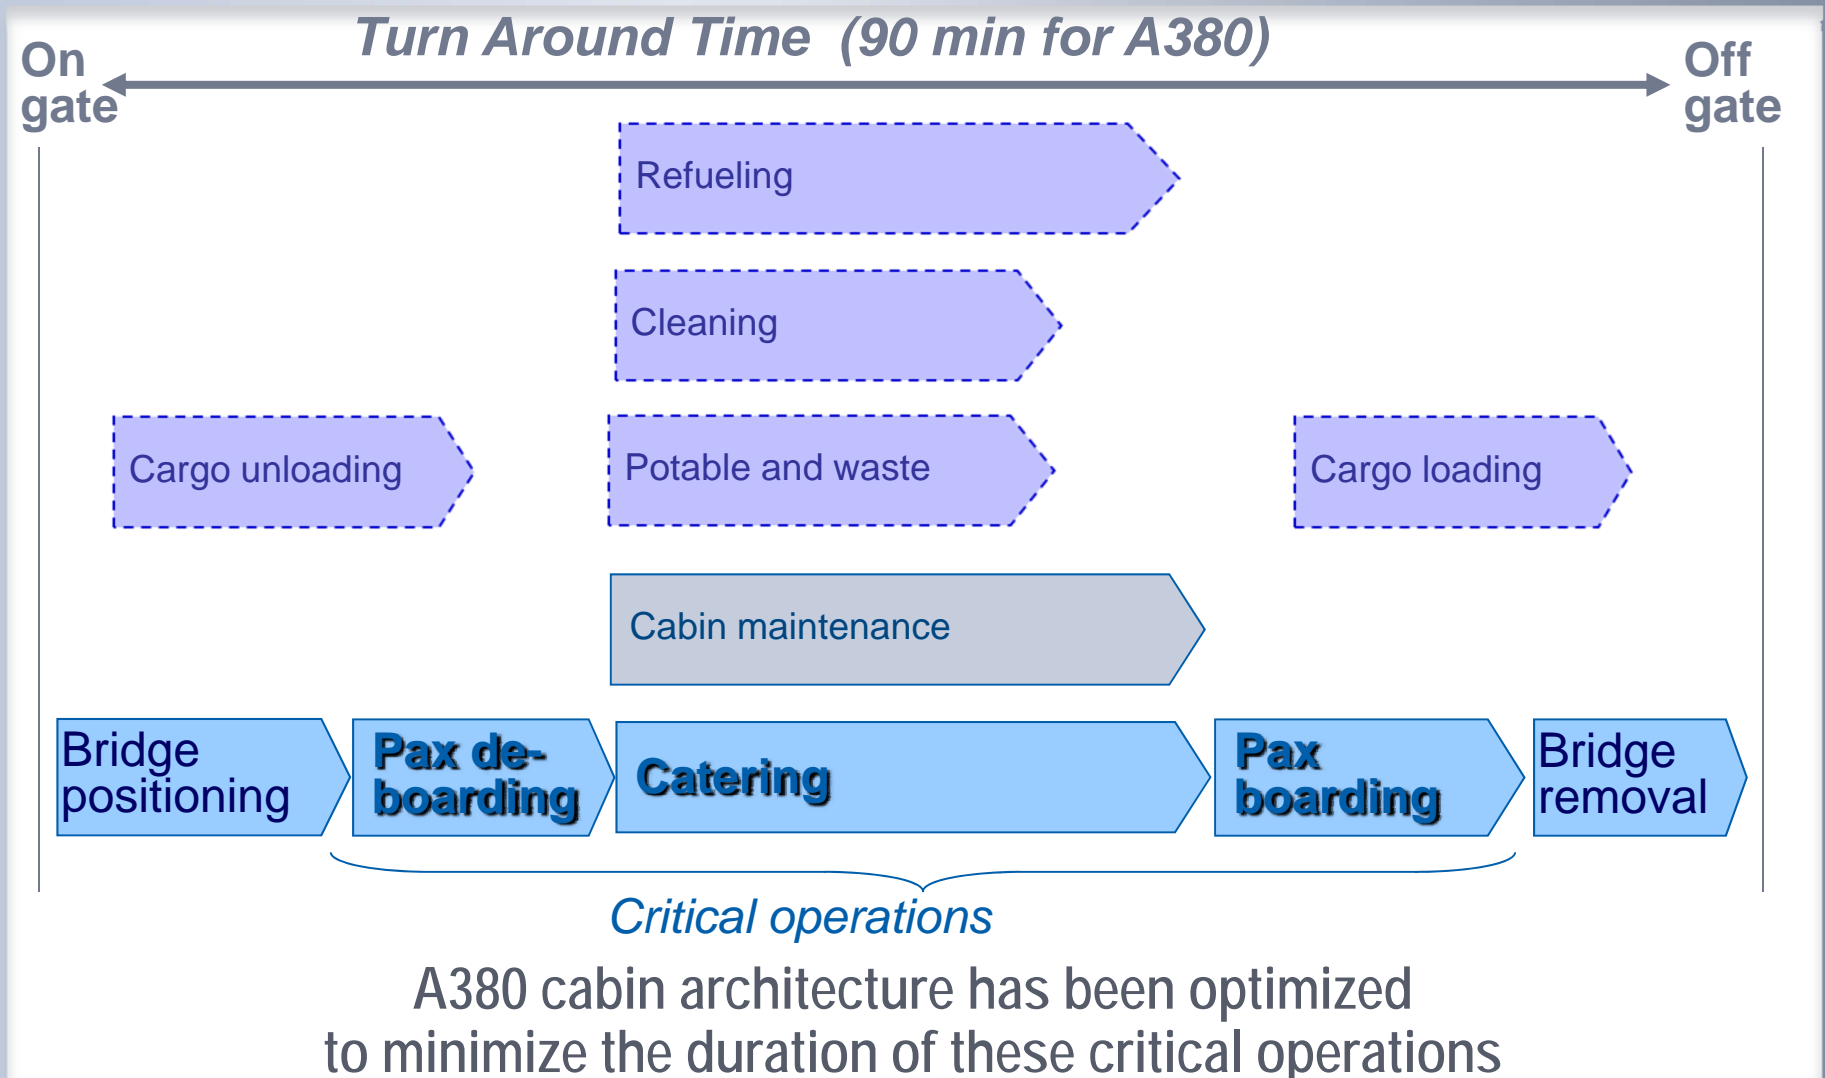 Turn Around Time (90 min for A380)
On
gate
Off
gate
Refueling
Cleaning
Cargo unloading
Potable and waste
Cargo loading
Cabin maintenance
Bridge
positioning
Pax de-
boarding
Catering
Pax
boarding
Bridge
removal
Critical operations
A380 cabin architecture has been optimized
to minimize the duration of these critical operations